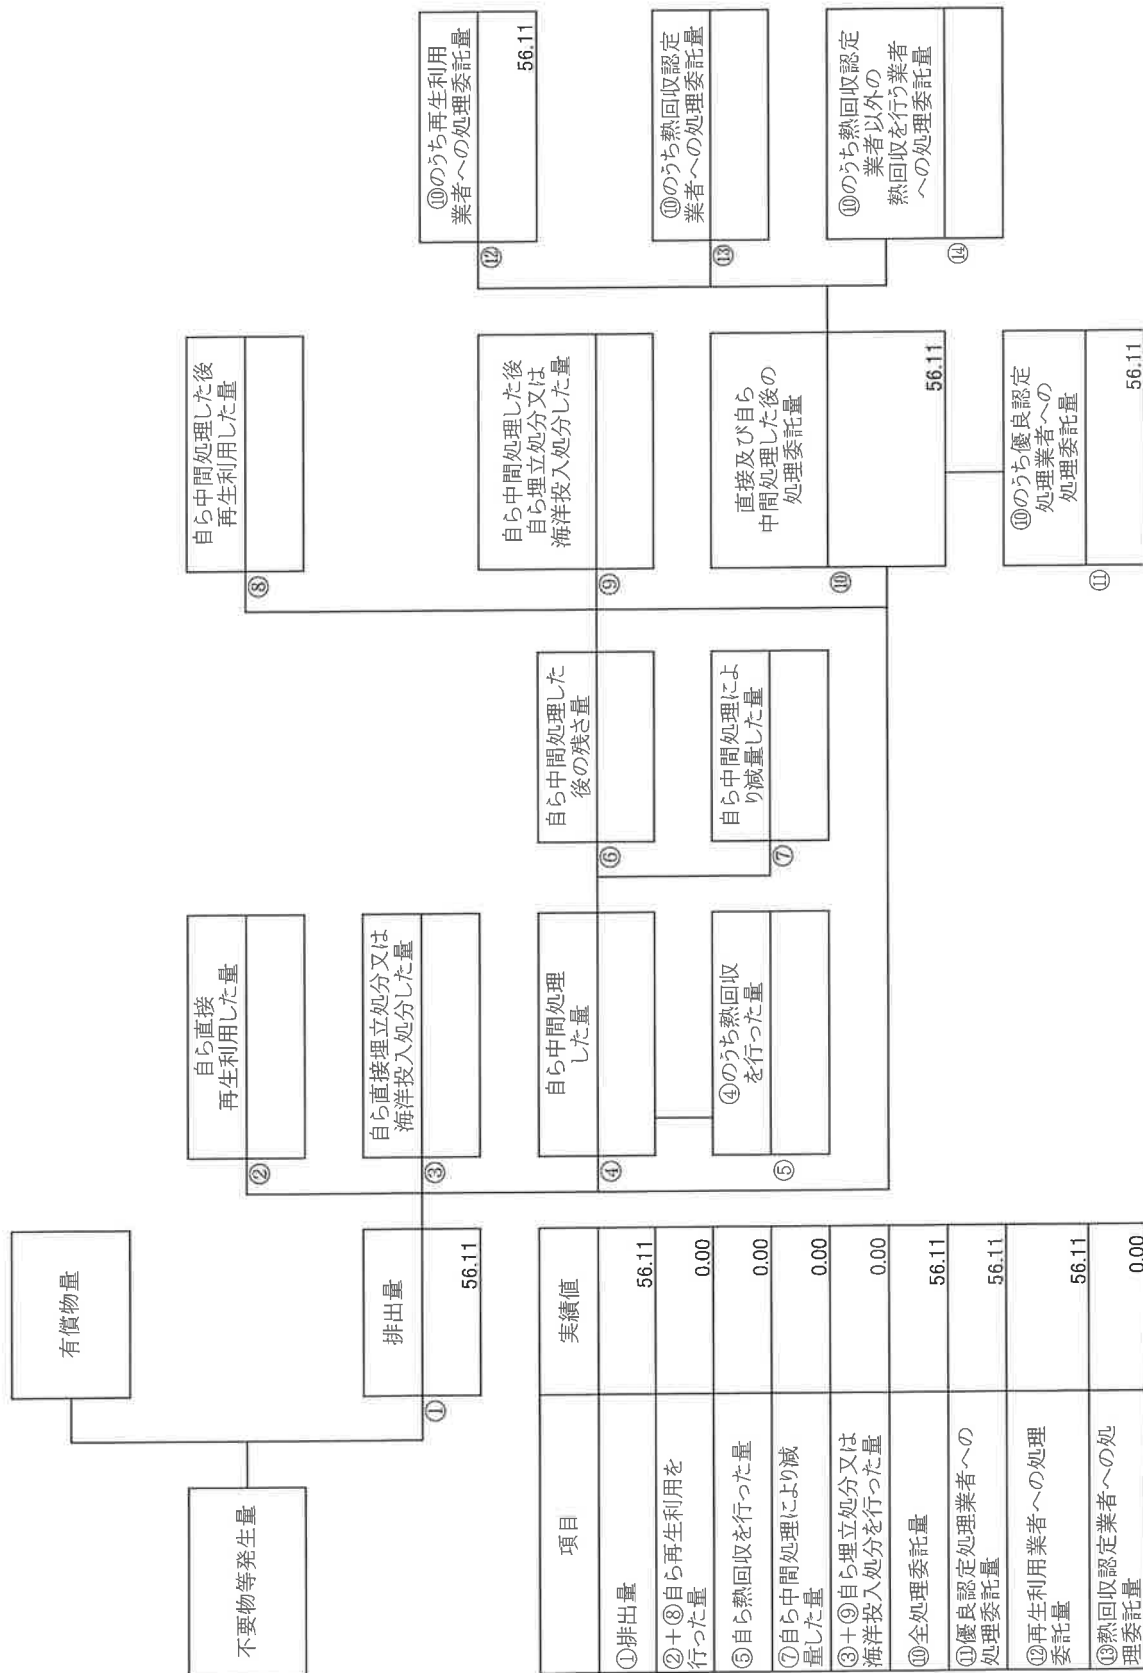 不要物等発生量
有償物量
排出量
①
56.11
自ら直接
再生利用した量
②
自ら直接埋立処分又は
海洋投入処分した量
③
自ら中間処理
した量
④
④のうち熱回収
を行った量
⑤
自ら中間処理した
後の残さ量
⑥
自ら中間処理によ
り減量した量
⑦
自ら中間処理した後
再生利用した量
⑧
自ら中間処理した後
自ら埋立処分又は
海洋投入処分した量
⑨
直接及び自ら
中間処理した後の
処理委託量
⑩
56.11
⑩のうち優良認定
処理業者への
処理委託量
⑪
56.11
⑩のうち再生利用
業者への処理委託量
⑫
56.11
⑩のうち熱回収認定
業者への処理委託量
⑬
⑩のうち熱回収認定
業者以外の
熱回収を行う業者
への処理委託量
⑭
項目 実績値
①排出量 56.11
②+⑧自ら再生利用を
行った量 0.00
⑤自ら熱回収を行った量 0.00
⑦自ら中間処理により減
量した量 0.00
③+⑨自ら埋立処分又は
海洋投入処分を行った量 0.00
⑩全処理委託量 56.11
⑪優良認定処理業者への
処理委託量 56.11
⑫再生利用業者への処理
委託量 56.11
⑬熱回収認定業者への処
理委託量 0.00